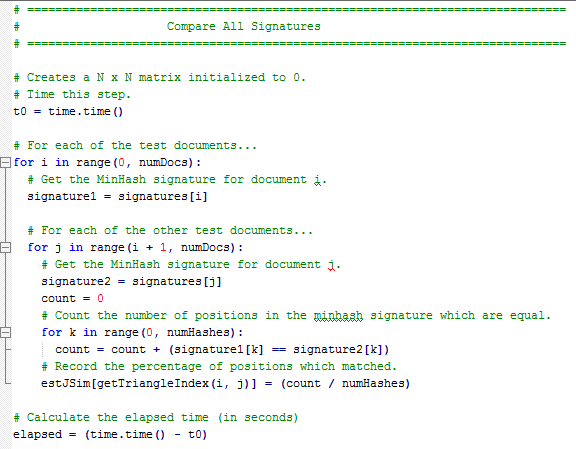 # =============================================================================
#                     Compare All Signatures
# =============================================================================

# Creates a N x N matrix initialized to 0.
# Time this step.
t0 = time.time()

# For each of the test documents...
for i in range(0, numDocs):
  # Get the MinHash signature for document i.
  signature1 = signatures[i]

  # For each of the other test documents...
  for j in range(i + 1, numDocs):
    # Get the MinHash signature for document j.
    signature2 = signatures[j]
    count = 0
    # Count the number of positions in the minhash signature which are equal.
    for k in range(0, numHashes):
      count = count + (signature1[k] == signature2[k])
    # Record the percentage of positions which matched.
    estJSim[getTriangleIndex(i, j)] = (count / numHashes)

# Calculate the elapsed time (in seconds)
elapsed = (time.time() - t0)